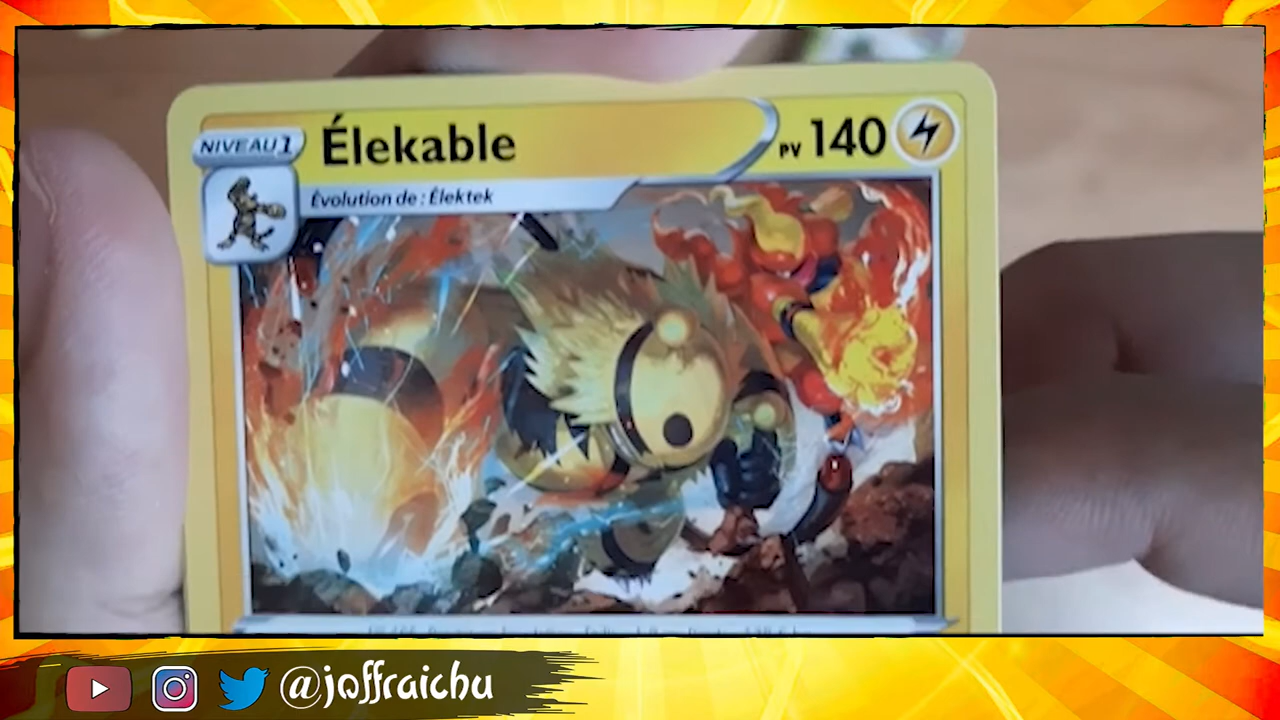 NIVEAU 1
Élekable
PV 140
Évolution de : Élektek
@joffraichu